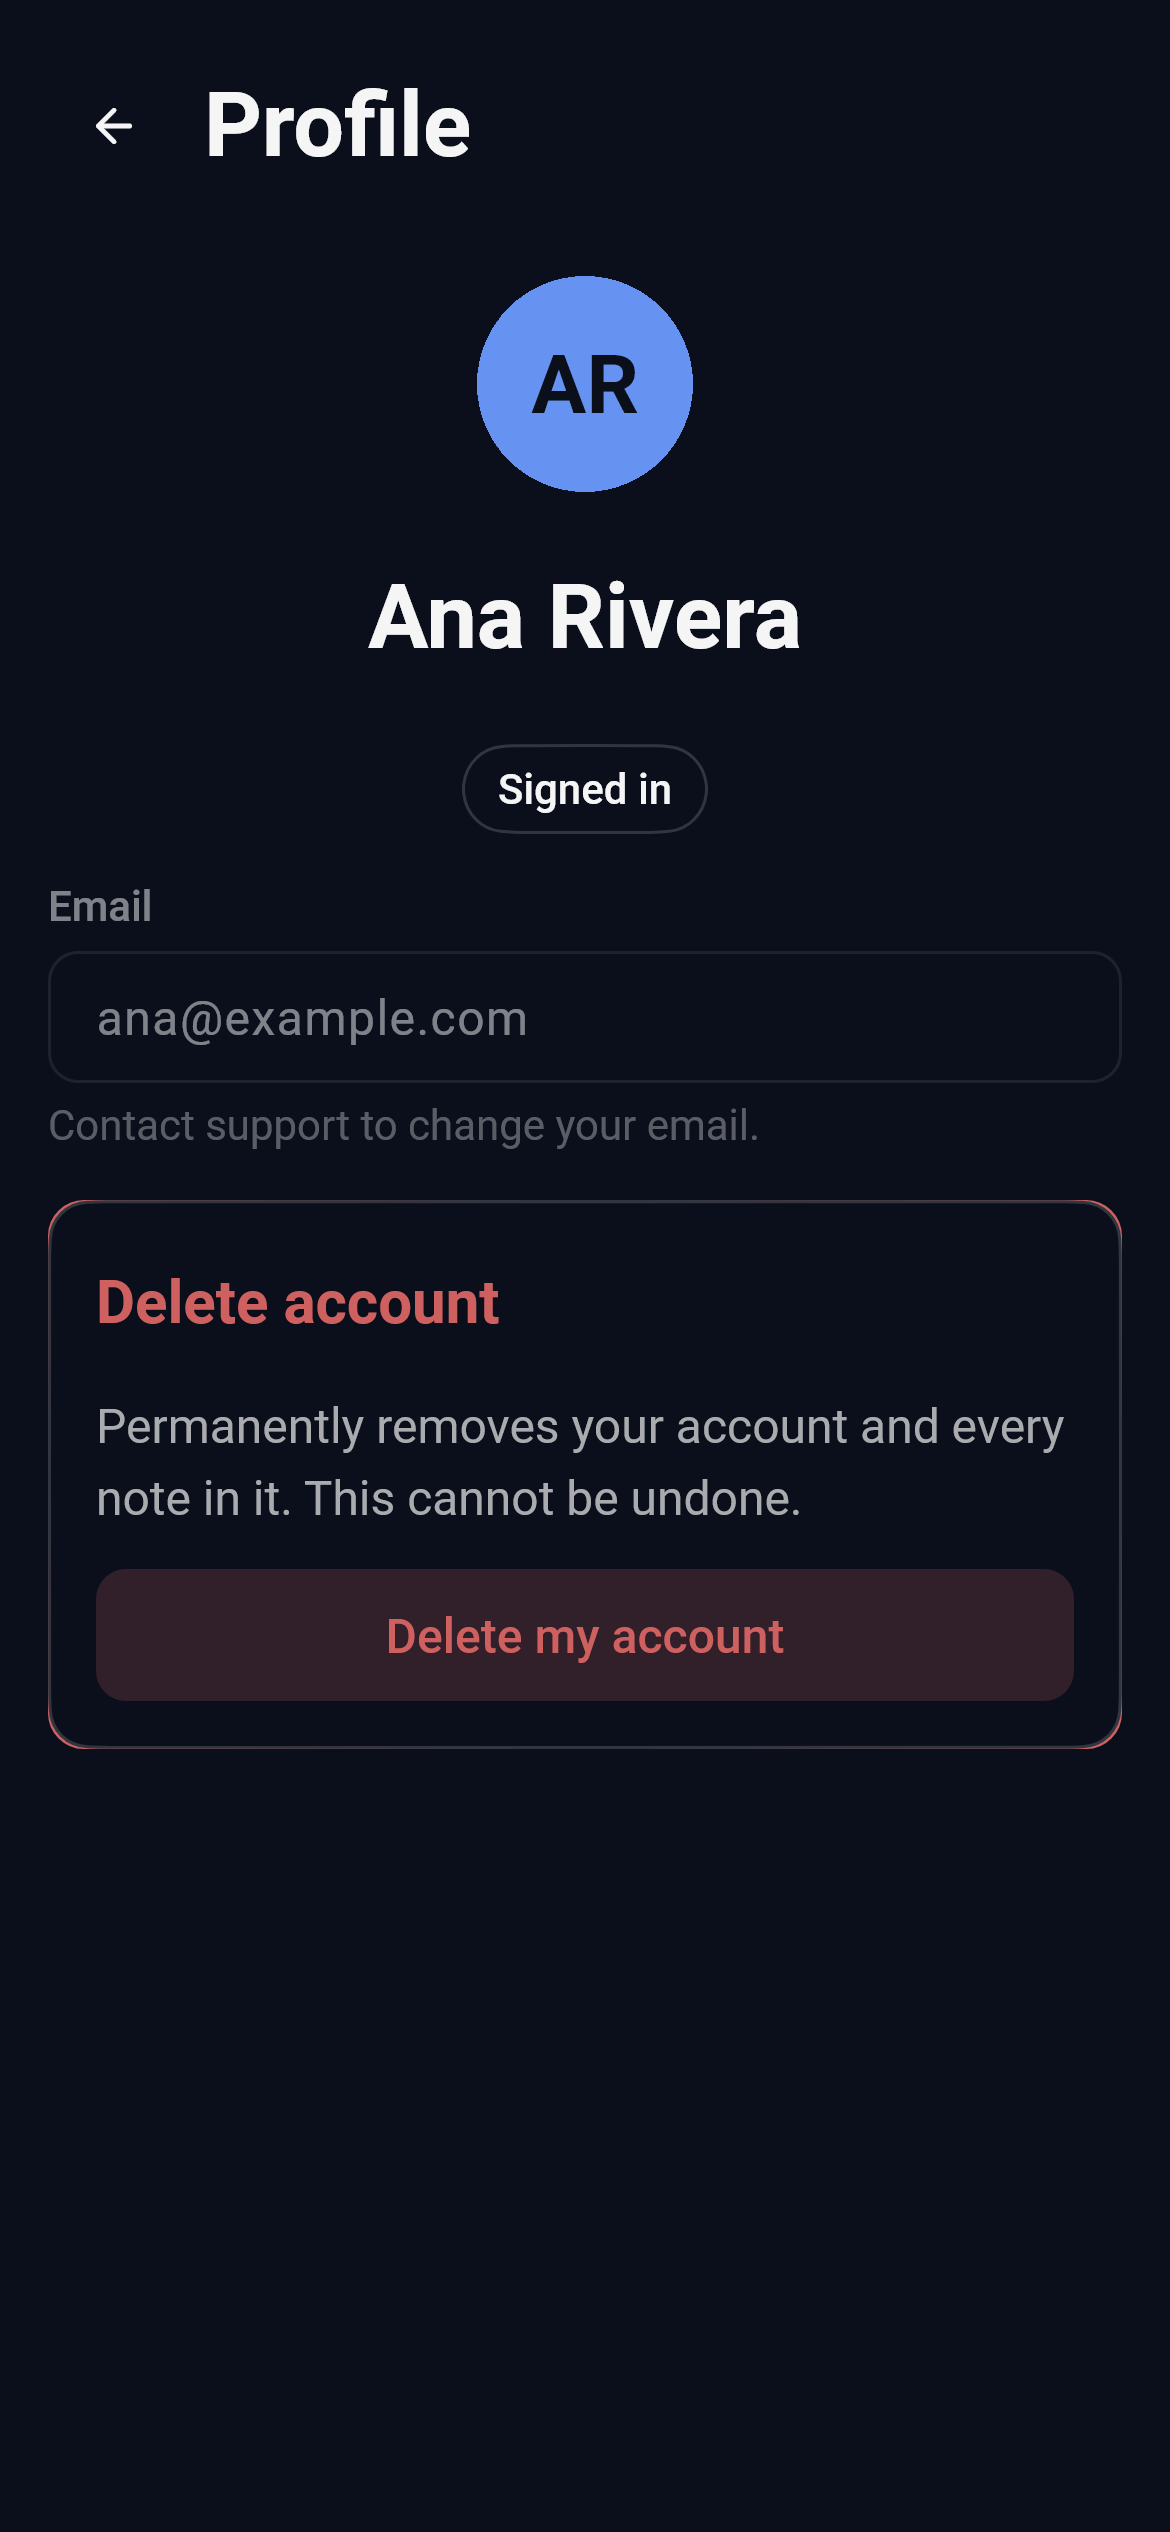 Profile
AR
Ana Rivera
Signed in
Email
ana@example.com
Contact support to change your email.
Delete account
Permanently removes your account and every
note in it. This cannot be undone.
Delete my account